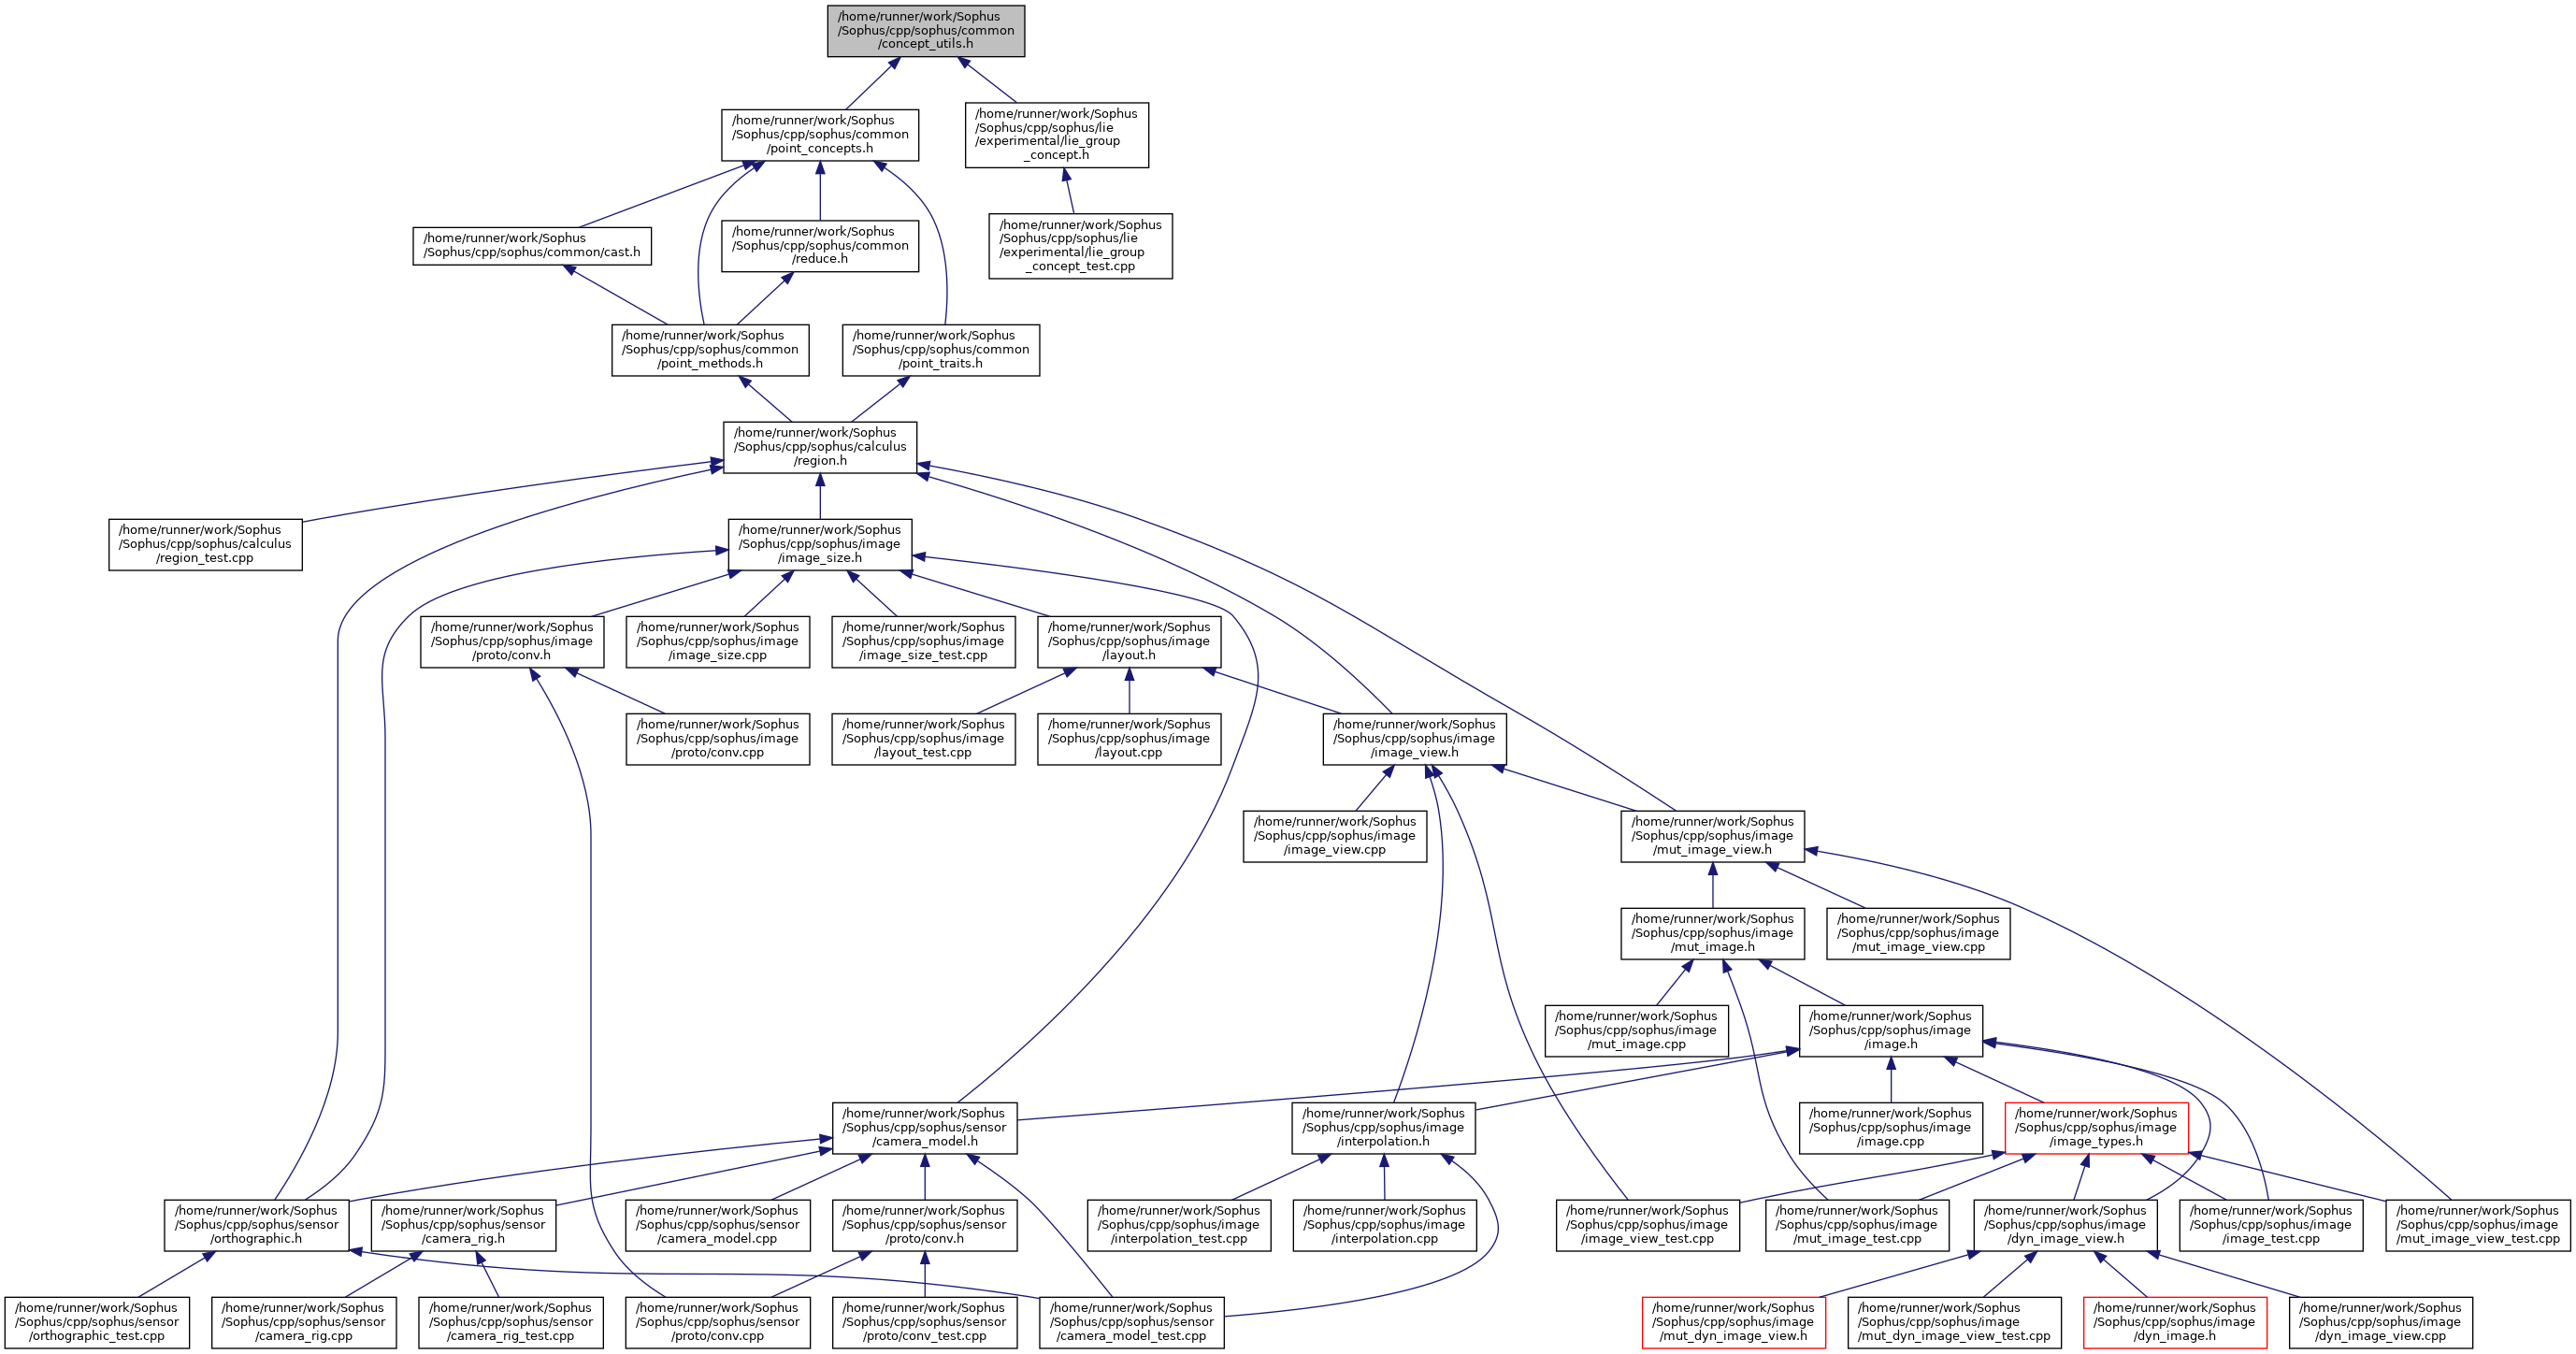 /home/runner/work/Sophus
/Sophus/cpp/sophus/common
/concept_utils.h
/home/runner/work/Sophus
/Sophus/cpp/sophus/common
/point_concepts.h
/home/runner/work/Sophus
/Sophus/cpp/sophus/lie
/experimental/lie_group
_concept.h
/home/runner/work/Sophus
/Sophus/cpp/sophus/common/cast.h
/home/runner/work/Sophus
/Sophus/cpp/sophus/common
/reduce.h
/home/runner/work/Sophus
/Sophus/cpp/sophus/lie
/experimental/lie_group
_concept_test.cpp
/home/runner/work/Sophus
/Sophus/cpp/sophus/common
/point_methods.h
/home/runner/work/Sophus
/Sophus/cpp/sophus/common
/point_traits.h
/home/runner/work/Sophus
/Sophus/cpp/sophus/calculus
/region.h
/home/runner/work/Sophus
/Sophus/cpp/sophus/calculus
/region_test.cpp
/home/runner/work/Sophus
/Sophus/cpp/sophus/image
/image_size.h
/home/runner/work/Sophus
/Sophus/cpp/sophus/image
/proto/conv.h
/home/runner/work/Sophus
/Sophus/cpp/sophus/image
/image_size.cpp
/home/runner/work/Sophus
/Sophus/cpp/sophus/image
/image_size_test.cpp
/home/runner/work/Sophus
/Sophus/cpp/sophus/image
/layout.h
/home/runner/work/Sophus
/Sophus/cpp/sophus/image
/proto/conv.cpp
/home/runner/work/Sophus
/Sophus/cpp/sophus/image
/layout_test.cpp
/home/runner/work/Sophus
/Sophus/cpp/sophus/image
/layout.cpp
/home/runner/work/Sophus
/Sophus/cpp/sophus/image
/image_view.h
/home/runner/work/Sophus
/Sophus/cpp/sophus/image
/image_view.cpp
/home/runner/work/Sophus
/Sophus/cpp/sophus/image
/mut_image_view.h
/home/runner/work/Sophus
/Sophus/cpp/sophus/image
/mut_image.h
/home/runner/work/Sophus
/Sophus/cpp/sophus/image
/mut_image_view.cpp
/home/runner/work/Sophus
/Sophus/cpp/sophus/image
/mut_image.cpp
/home/runner/work/Sophus
/Sophus/cpp/sophus/image
/image.h
/home/runner/work/Sophus
/Sophus/cpp/sophus/sensor
/camera_model.h
/home/runner/work/Sophus
/Sophus/cpp/sophus/image
/interpolation.h
/home/runner/work/Sophus
/Sophus/cpp/sophus/image
/image.cpp
/home/runner/work/Sophus
/Sophus/cpp/sophus/image
/image_types.h
/home/runner/work/Sophus
/Sophus/cpp/sophus/sensor
/orthographic.h
/home/runner/work/Sophus
/Sophus/cpp/sophus/sensor
/camera_rig.h
/home/runner/work/Sophus
/Sophus/cpp/sophus/sensor
/camera_model.cpp
/home/runner/work/Sophus
/Sophus/cpp/sophus/sensor
/proto/conv.h
/home/runner/work/Sophus
/Sophus/cpp/sophus/image
/interpolation_test.cpp
/home/runner/work/Sophus
/Sophus/cpp/sophus/image
/interpolation.cpp
/home/runner/work/Sophus
/Sophus/cpp/sophus/image
/image_view_test.cpp
/home/runner/work/Sophus
/Sophus/cpp/sophus/image
/mut_image_test.cpp
/home/runner/work/Sophus
/Sophus/cpp/sophus/image
/dyn_image_view.h
/home/runner/work/Sophus
/Sophus/cpp/sophus/image
/image_test.cpp
/home/runner/work/Sophus
/Sophus/cpp/sophus/image
/mut_image_view_test.cpp
/home/runner/work/Sophus
/Sophus/cpp/sophus/sensor
/orthographic_test.cpp
/home/runner/work/Sophus
/Sophus/cpp/sophus/sensor
/camera_rig.cpp
/home/runner/work/Sophus
/Sophus/cpp/sophus/sensor
/camera_rig_test.cpp
/home/runner/work/Sophus
/Sophus/cpp/sophus/sensor
/proto/conv.cpp
/home/runner/work/Sophus
/Sophus/cpp/sophus/sensor
/proto/conv_test.cpp
/home/runner/work/Sophus
/Sophus/cpp/sophus/sensor
/camera_model_test.cpp
/home/runner/work/Sophus
/Sophus/cpp/sophus/image
/mut_dyn_image_view.h
/home/runner/work/Sophus
/Sophus/cpp/sophus/image
/mut_dyn_image_view_test.cpp
/home/runner/work/Sophus
/Sophus/cpp/sophus/image
/dyn_image.h
/home/runner/work/Sophus
/Sophus/cpp/sophus/image
/dyn_image_view.cpp